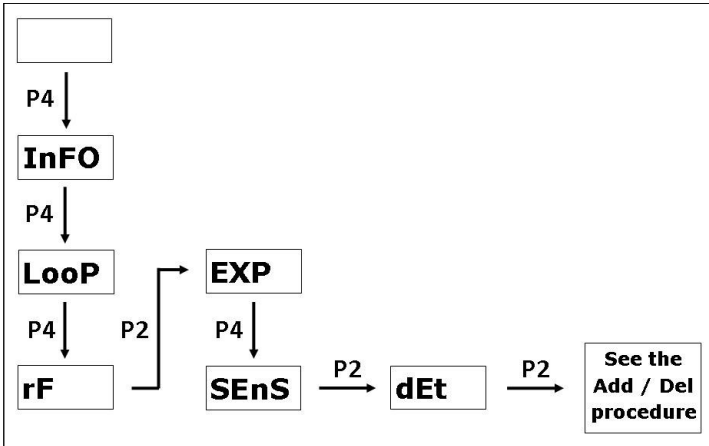 P4
InFO
P4
LooP
P4
P2
EXP
P4
rF
SEnS
P2
dEt
P2
See the
Add / Del
procedure